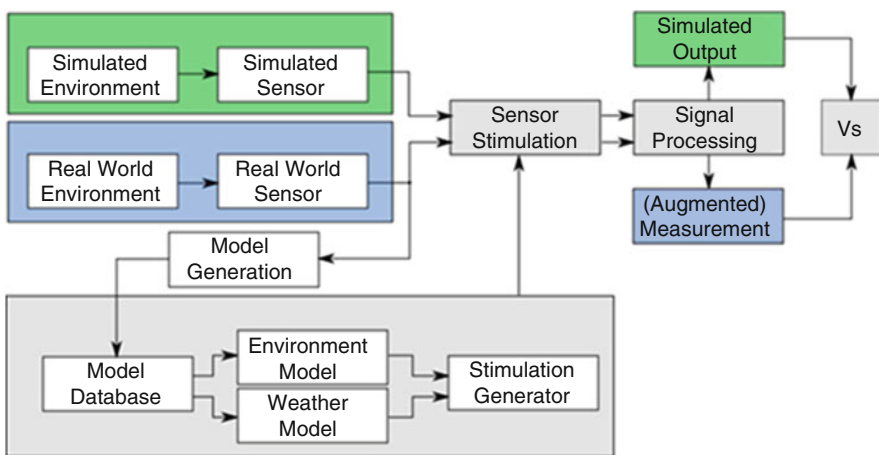 Simulated
Environment
Simulated
Sensor
Real World
Environment
Real World
Sensor
Model
Generation
Sensor
Stimulation
Signal
Processing
Simulated
Output
(Augmented)
Measurement
Vs
Model
Database
Environment
Model
Weather
Model
Stimulation
Generator